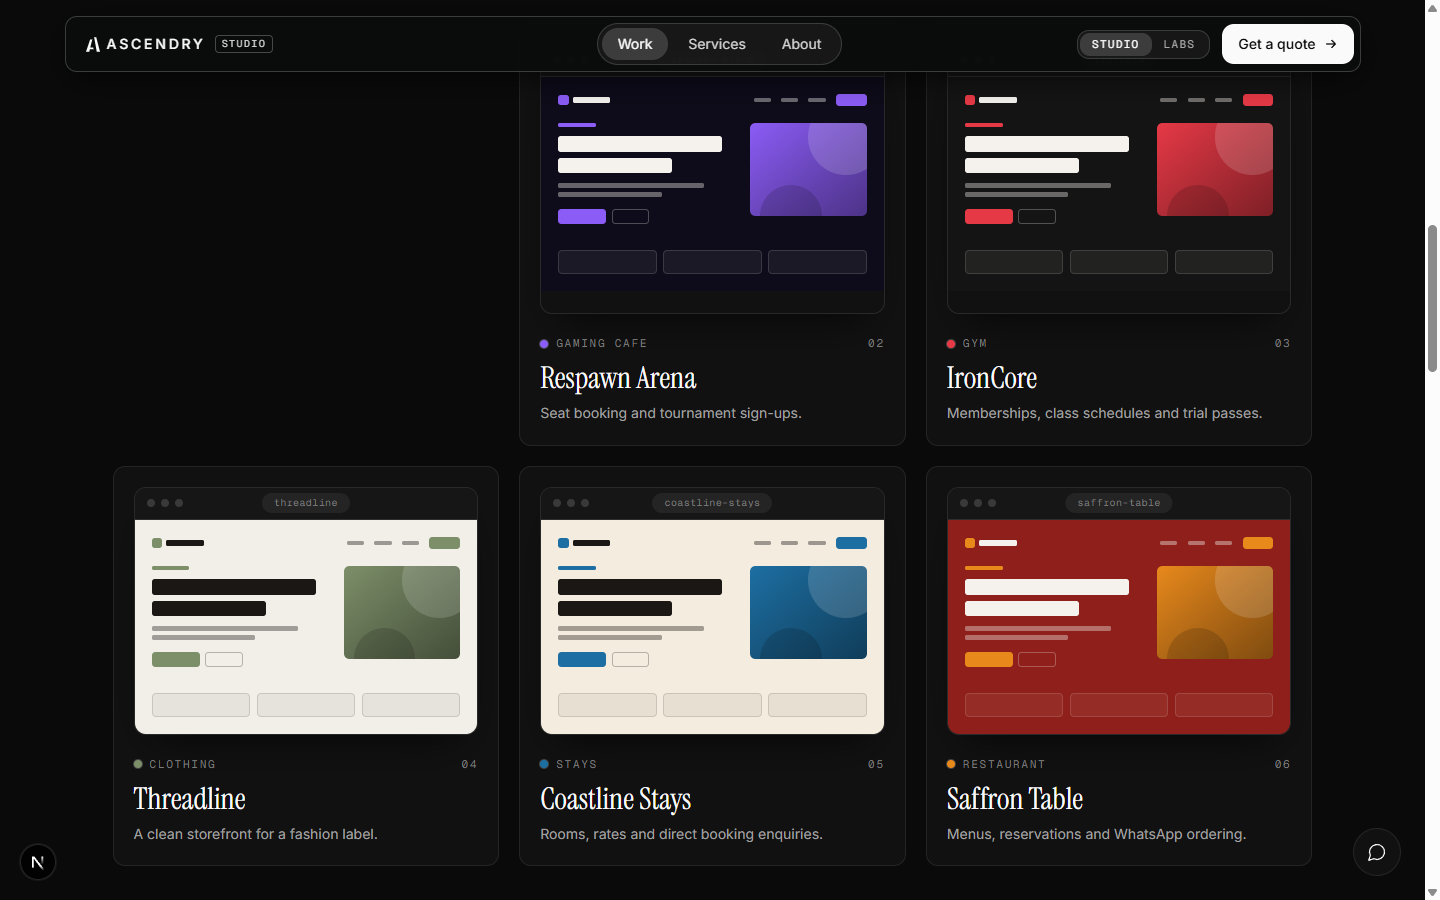 ASCENDRY STUDIO
Work Services About
STUDIO LABS
Get a quote →
GAMING CAFE 02
Respawn Arena
Seat booking and tournament sign-ups.
GYM 03
IronCore
Memberships, class schedules and trial passes.
threadline
CLOTHING 04
Threadline
A clean storefront for a fashion label.
coastline-stays
STAYS 05
Coastline Stays
Rooms, rates and direct booking enquiries.
saffron-table
RESTAURANT 06
Saffron Table
Menus, reservations and WhatsApp ordering.
N